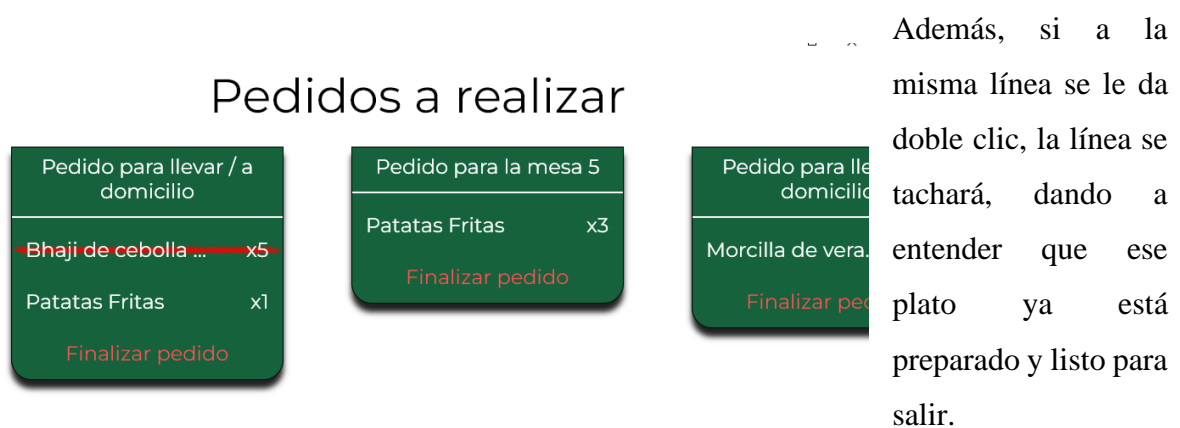 Pedidos a realizar
Pedido para llevar / a
domicilio
Bhaji de cebolla ... x5
Patatas Fritas x1
Finalizar pedido
Pedido para la mesa 5
Patatas Fritas x3
Finalizar pedido
Pedido para lle
domicilio
Morcilla de vera.
Finalizar ped
Además, si a la
misma línea se le da
doble clic, la línea se
tachará, dando a
entender que ese
plato ya está
preparado y listo para
salir.